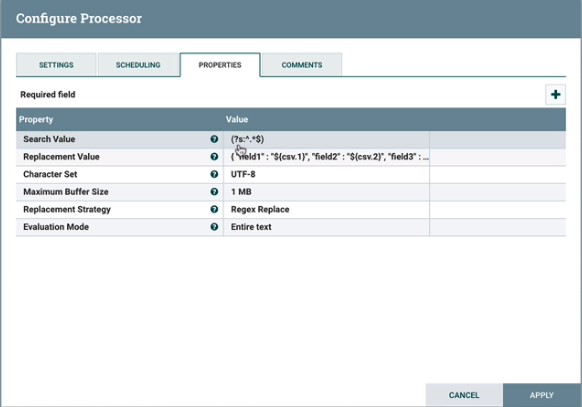 Configure Processor
SETTINGS
SCHEDULING
PROPERTIES
COMMENTS
Required field
Property Value
Search Value (?s:^.*$)
Replacement Value { "field1" : "${csv.1}", "field2" : "${csv.2}", "field3" : ...
Character Set UTF-8
Maximum Buffer Size 1 MB
Replacement Strategy Regex Replace
Evaluation Mode Entire text
CANCEL
APPLY